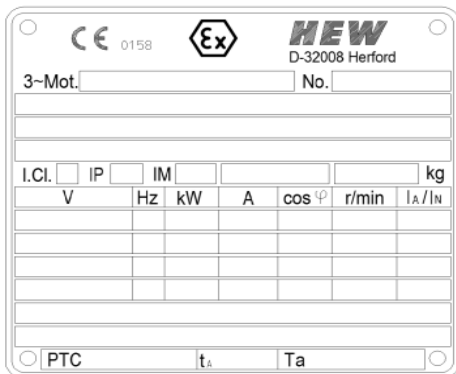 CE 0158 Ex HEW
D-32008 Herford
3~Mot. No.
I.Cl. IP IM kg
V Hz kW A cos φ r/min IA/IN
PTC tA Ta